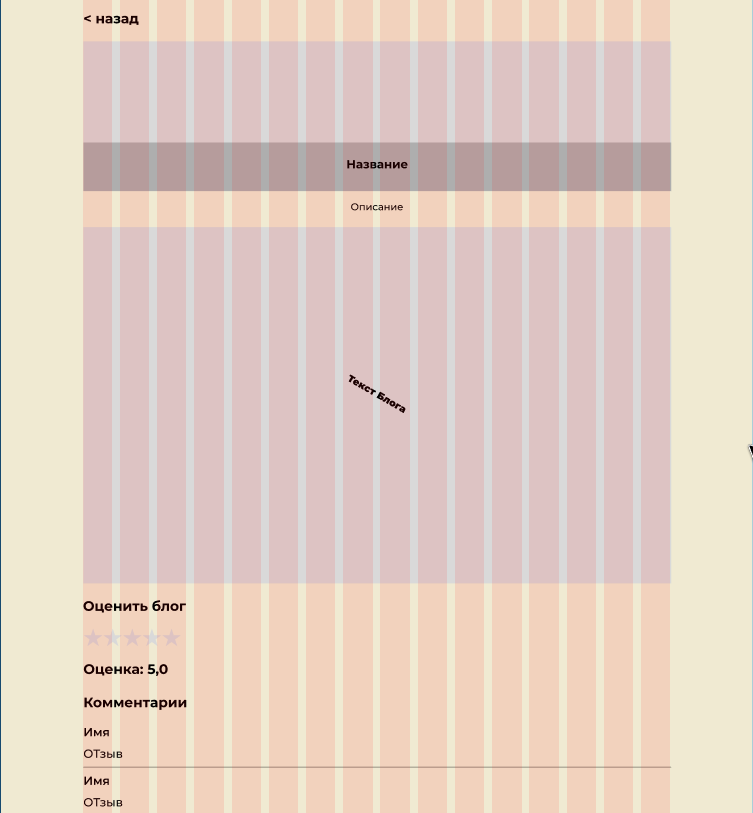 < назад
Название
Описание
Текст Блога
Оценить блог
Оценка: 5,0
Комментарии
Имя
ОТзыв
Имя
ОТзыв